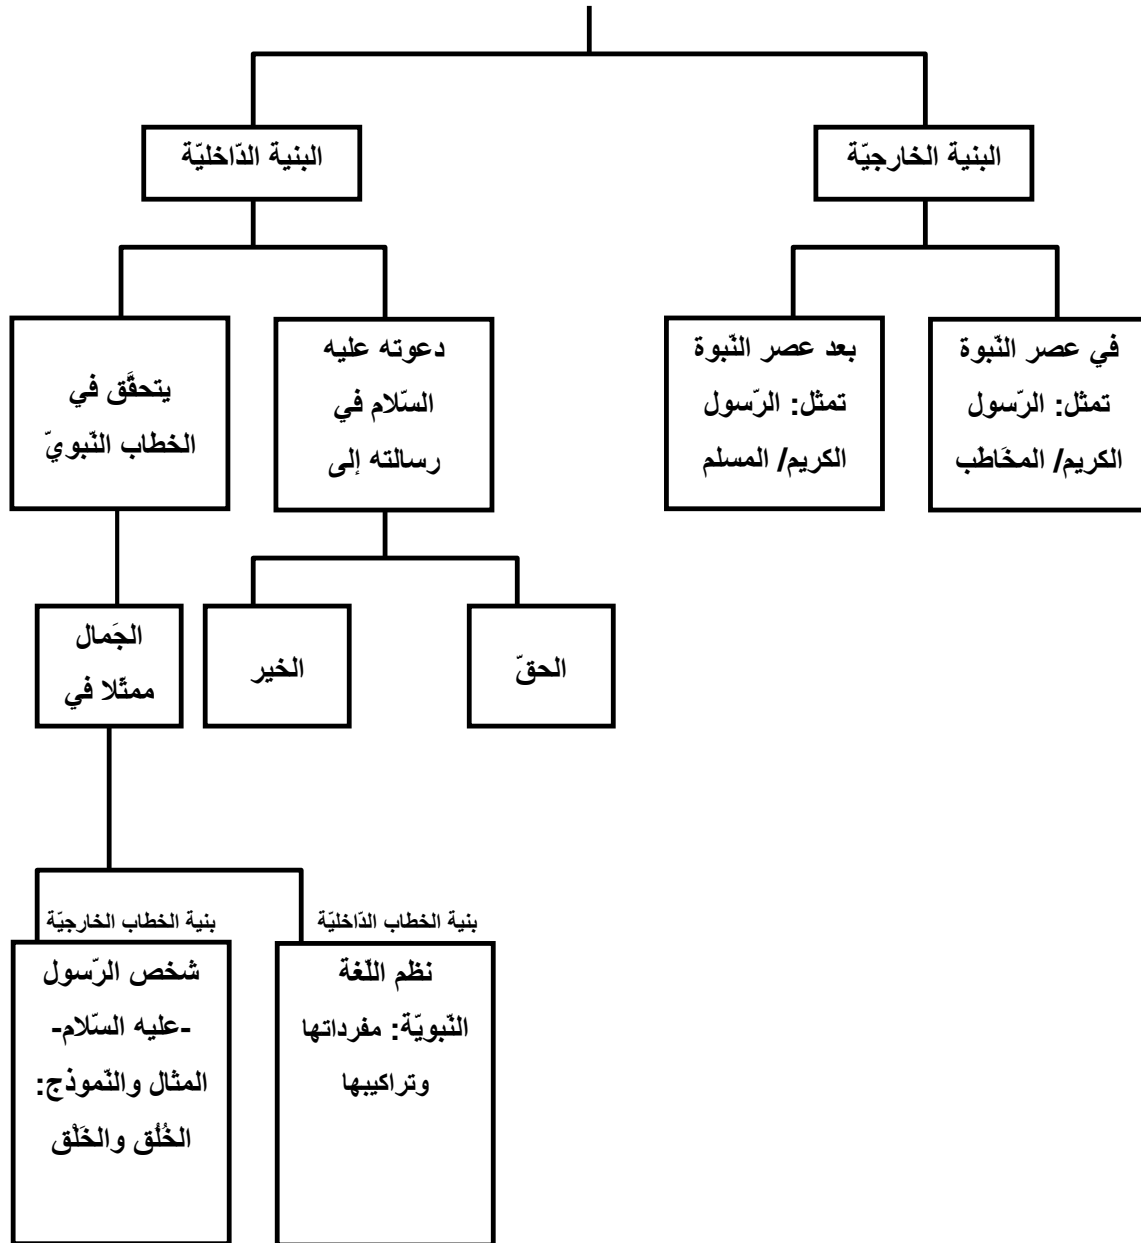 البنية الخارجيّة
البنية الدّاخليّة
في عصر النّبوة
تمثل: الرّسول
الكريم/ المخَاطَب
بعد عصر النّبوة
تمثل: الرّسول
الكريم/ المسلم
دعوته عليه
السّلام في
رسالته إلى
يتحقَّق في
الخطاب النّبويّ
الحقّ
الخير
الجَمال
ممثّلا في
بنية الخطاب الدّاخليّة
نظم اللّغة
النّبويّة: مفرداتها
وتراكيبها
بنية الخطاب الخارجيّة
شخص الرّسول
-عليه السّلام-
المثال والنّموذج:
الخُلُق والخَلْق